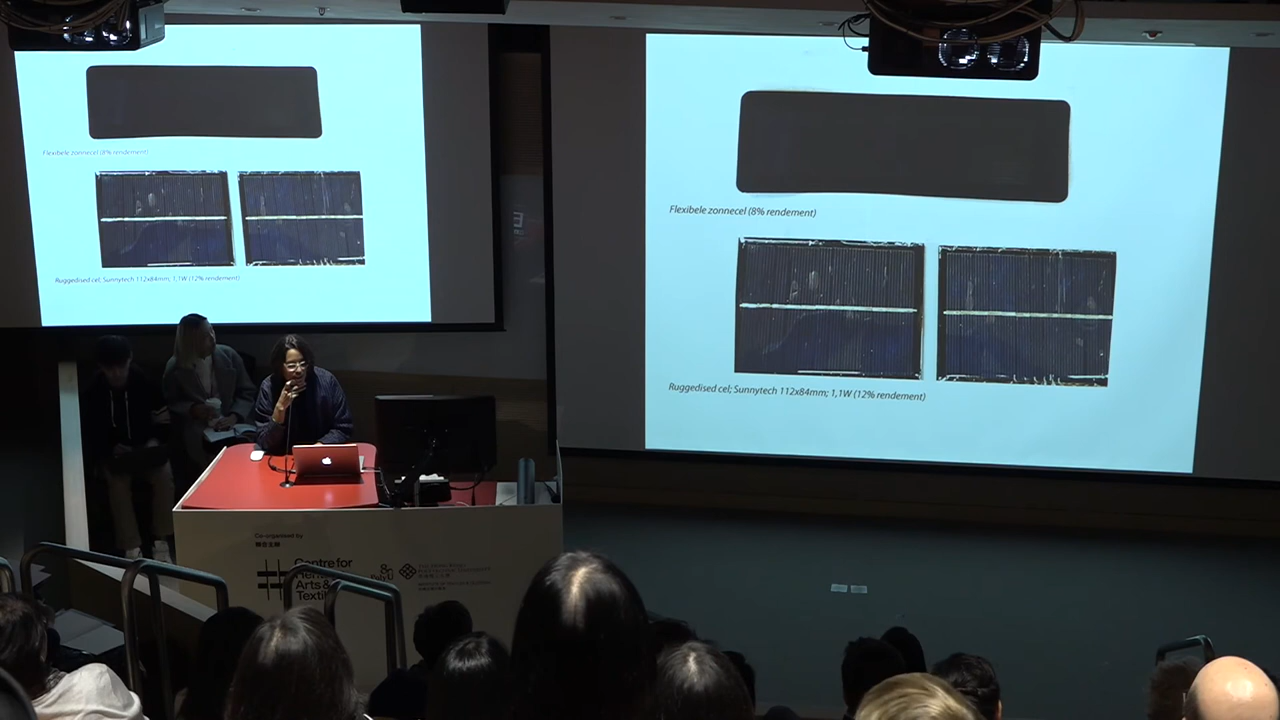 Flexibele zonnecel (8% rendement)
Ruggedised cel; Sunnytech 112x84mm; 1,1W (12% rendement)
Flexibele zonnecel (8% rendement)
Ruggedised cel; Sunnytech 112x84mm; 1,1W (12% rendement)
Co-organised by
Centre for
Arts &